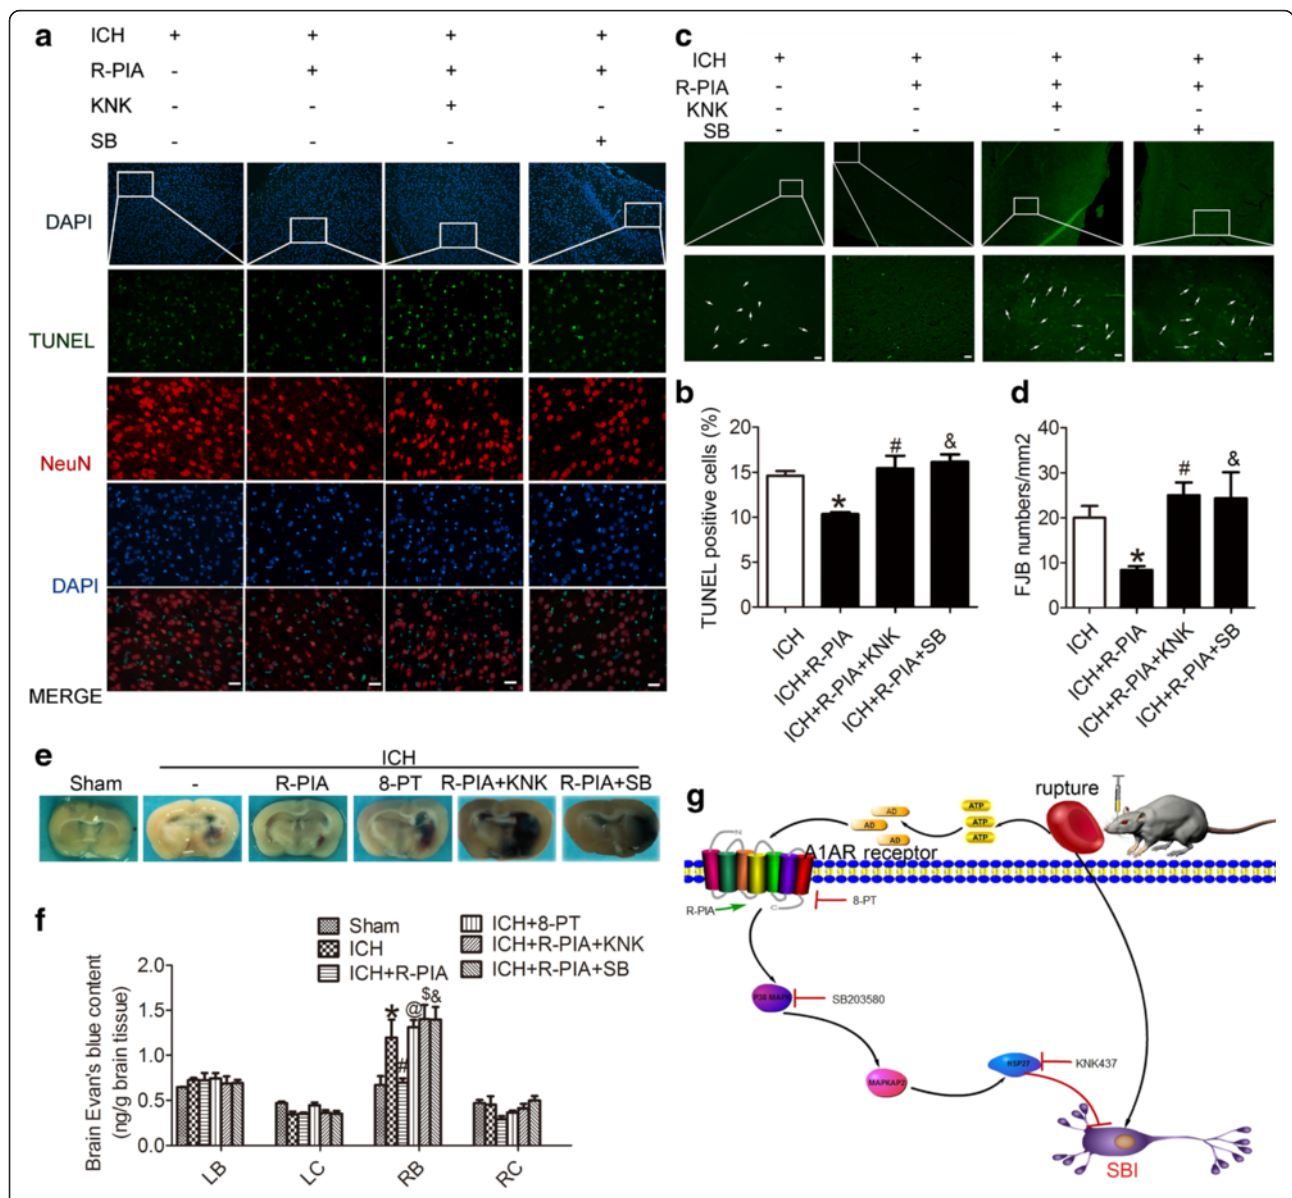 a
ICH + + + +
R-PIA - + + +
KNK - - + -
SB - - - +
DAPI
TUNEL
NeuN
DAPI
MERGE
c
ICH + + + +
R-PIA - + + +
KNK - - + -
SB - - - +
b
TUNEL positive cells (%)
20
15
10
5
0
*
#
&
ICH
ICH+R-PIA
ICH+R-PIA+KNK
ICH+R-PIA+SB
d
FJB numbers/mm2
40
30
20
10
0
*
#
&
ICH
ICH+R-PIA
ICH+R-PIA+KNK
ICH+R-PIA+SB
e
ICH
Sham - R-PIA 8-PT R-PIA+KNK R-PIA+SB
f
Sham
ICH
ICH+R-PIA
ICH+8-PT
ICH+R-PIA+KNK
ICH+R-PIA+SB
Brain Evan's blue content
(ng/g brain tissue)
2.0
1.5
1.0
0.5
0.0
*
#
@
$
&
LB
LC
RB
RC
g
rupture
ATP
ATP
ATP
AD
AD
AD
AD
A1AR receptor
N
C
R-PIA
8-PT
P38 MAPK
SB203580
MAPKAP2
HSP27
KNK437
SBI